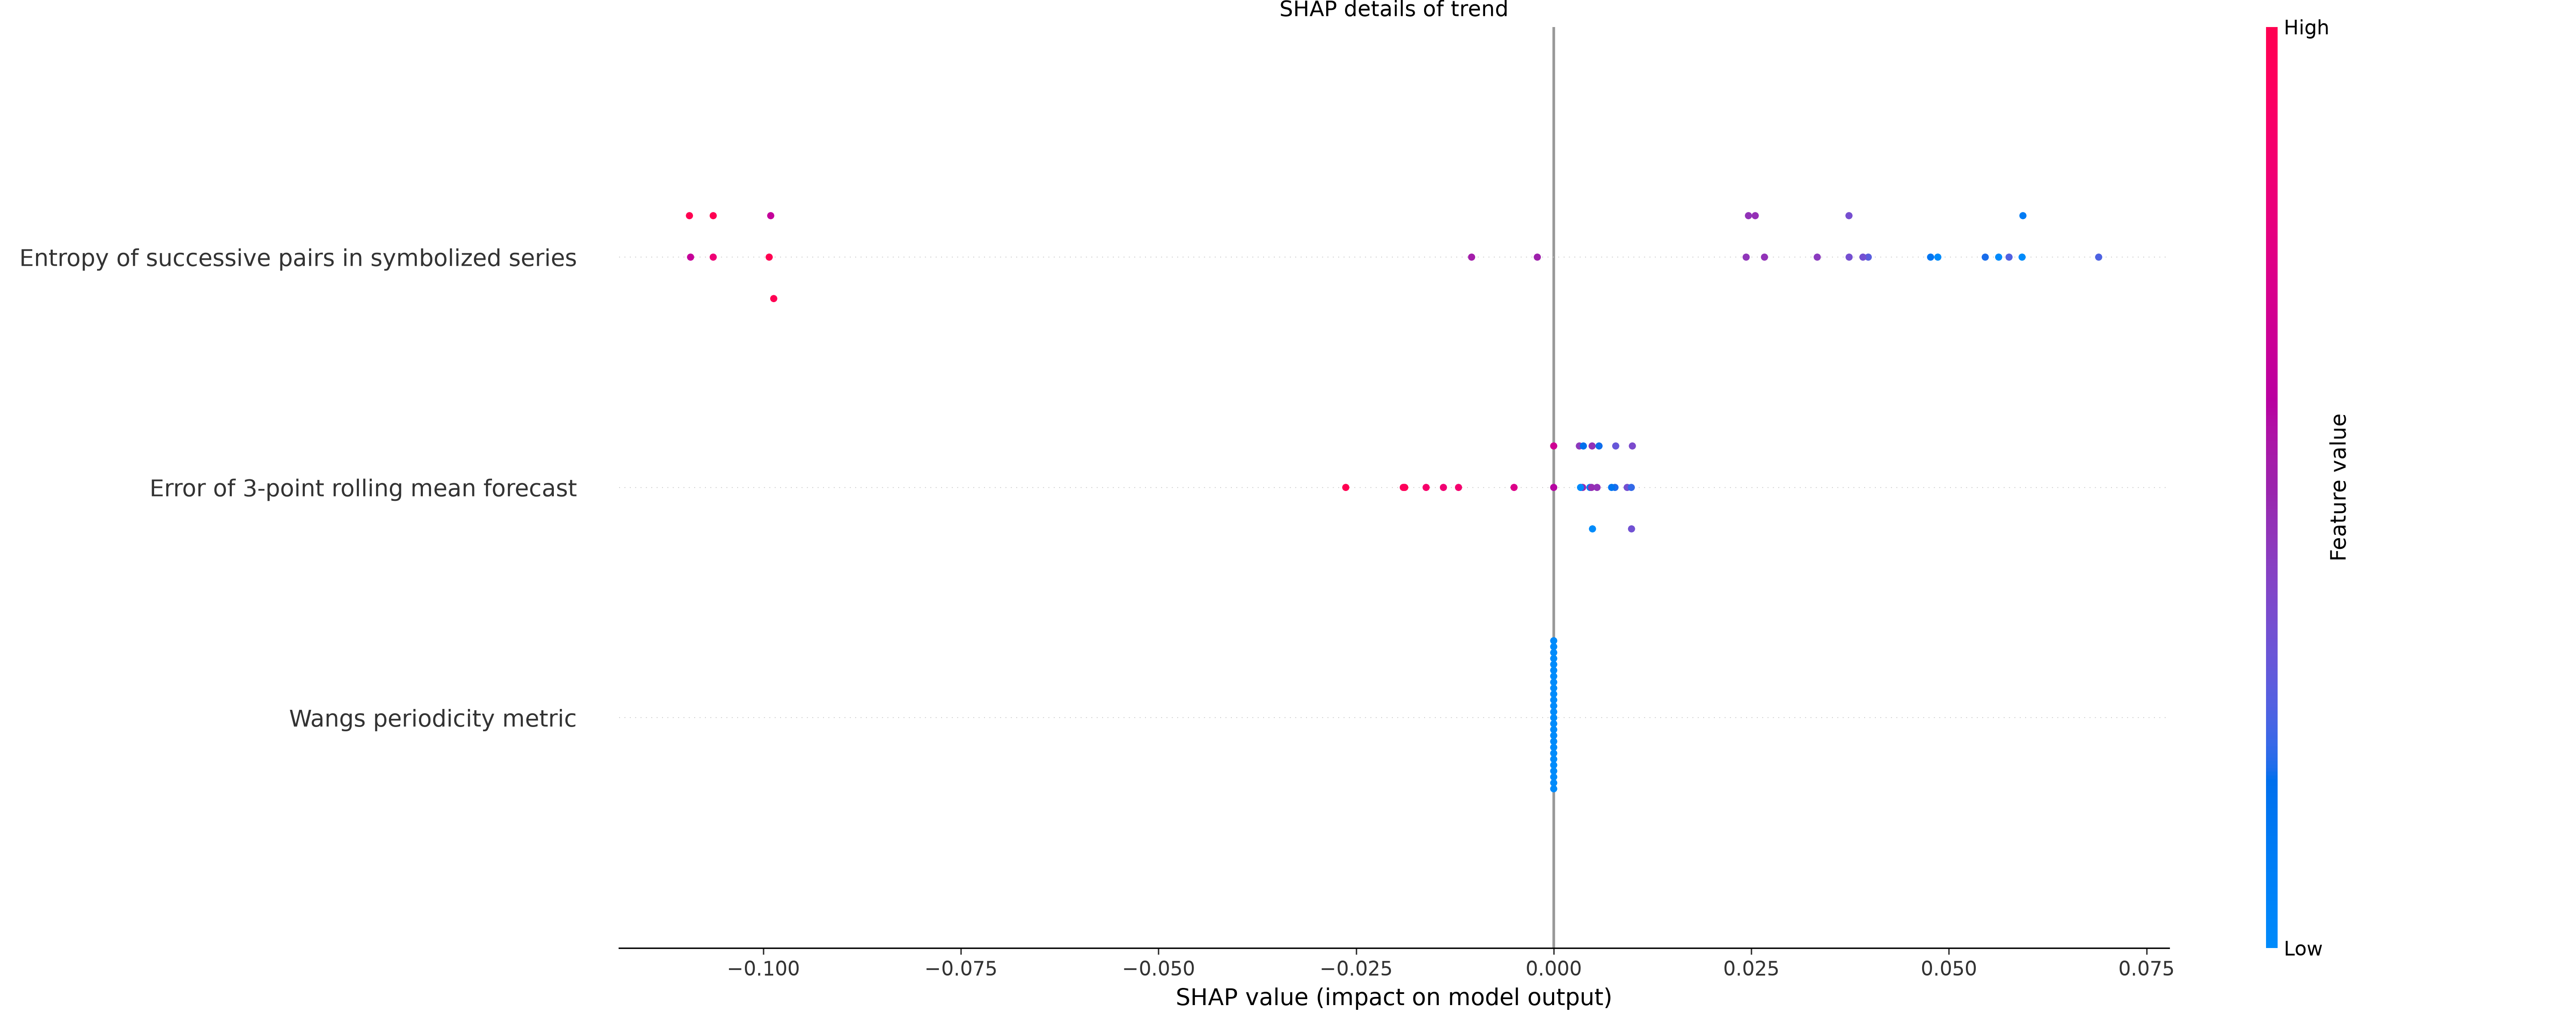 SHAP details of trend
High
Entropy of successive pairs in symbolized series
Error of 3-point rolling mean forecast
Wangs periodicity metric
Feature value
Low
−0.100 −0.075 −0.050 −0.025 0.000 0.025 0.050 0.075
SHAP value (impact on model output)